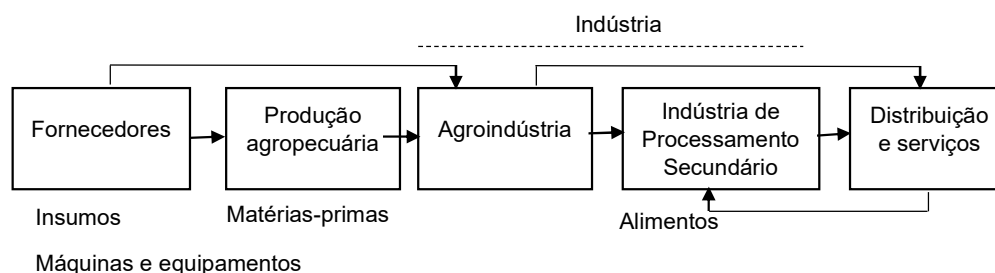 Indústria
Fornecedores
Produção
agropecuária
Agroindústria
Indústria de
Processamento
Secundário
Distribuição
e serviços
Insumos
Matérias-primas
Alimentos
Máquinas e equipamentos